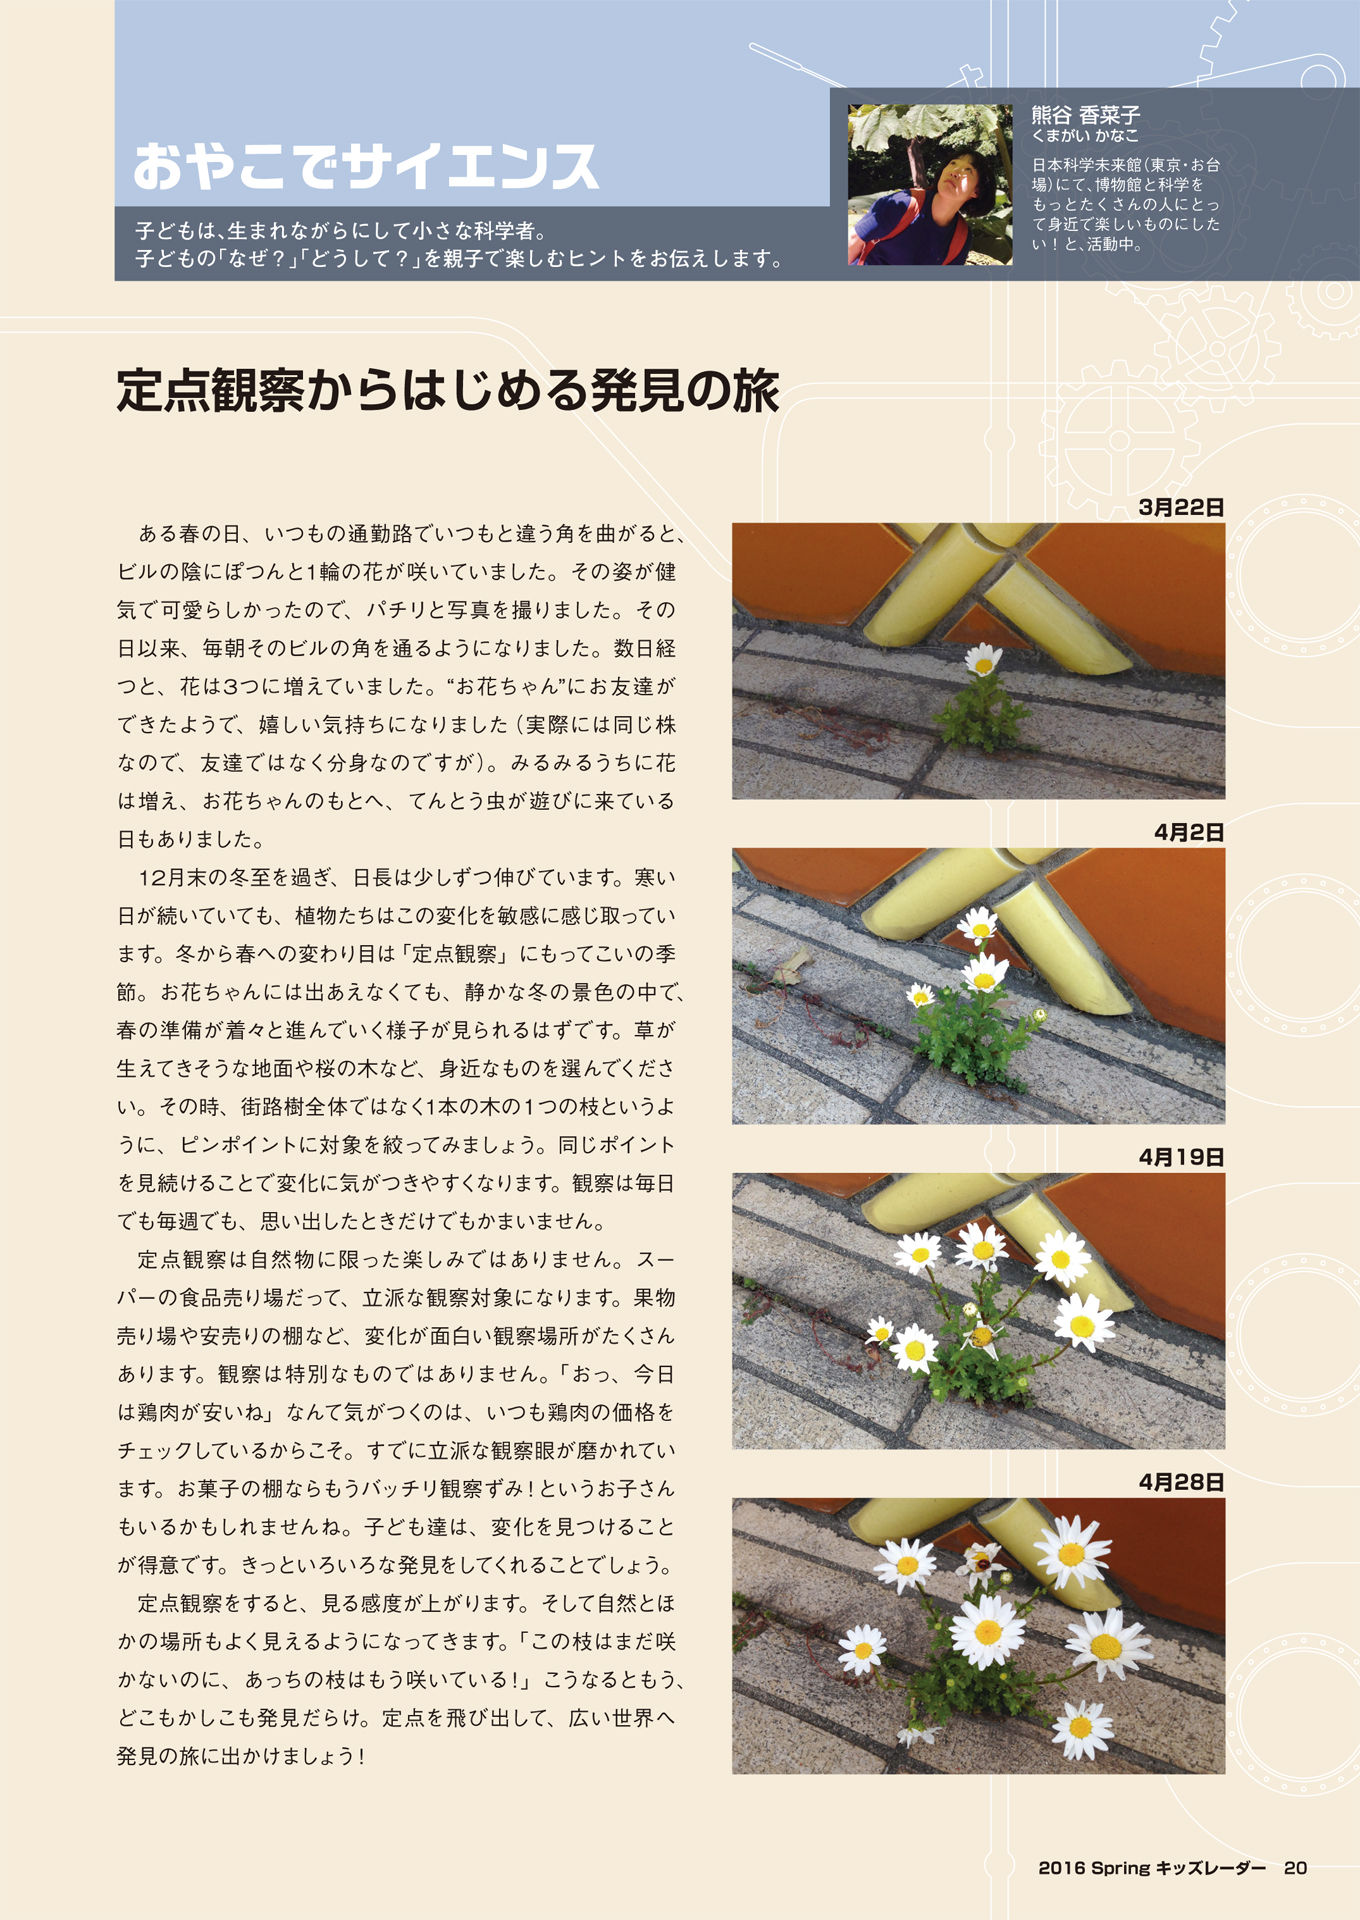 おやこでサイエンス
子どもは、生まれながらにして小さな科学者。
子どもの「なぜ？」「どうして？」を親子で楽しむヒントをお伝えします。
熊谷 香菜子
くまがい かなこ
日本科学未来館（東京・お台
場）にて、博物館と科学を
もっとたくさんの人にとっ
て身近で楽しいものにした
い！と、活動中。
定点観察からはじめる発見の旅
ある春の日、いつもの通勤路でいつもと違う角を曲がると、
ビルの陰にぽつんと1輪の花が咲いていました。その姿が健
気で可愛らしかったので、パチリと写真を撮りました。その
日以来、毎朝そのビルの角を通るようになりました。数日経
つと、花は3つに増えていました。“お花ちゃん”にお友達が
できたようで、嬉しい気持ちになりました（実際には同じ株
なので、友達ではなく分身なのですが）。みるみるうちに花
は増え、お花ちゃんのもとへ、てんとう虫が遊びに来ている
日もありました。
12月末の冬至を過ぎ、日長は少しずつ伸びています。寒い
日が続いていても、植物たちはこの変化を敏感に感じ取ってい
ます。冬から春への変わり目は「定点観察」にもってこいの季
節。お花ちゃんには出あえなくても、静かな冬の景色の中で、
春の準備が着々と進んでいく様子が見られるはずです。草が
生えてきそうな地面や桜の木など、身近なものを選んでくださ
い。その時、街路樹全体ではなく1本の木の1つの枝というよ
うに、ピンポイントに対象を絞ってみましょう。同じポイント
を見続けることで変化に気がつきやすくなります。観察は毎日
でも毎週でも、思い出したときだけでもかまいません。
定点観察は自然物に限った楽しみではありません。スー
パーの食品売り場だって、立派な観察対象になります。果物
売り場や安売りの棚など、変化が面白い観察場所がたくさん
あります。観察は特別なものではありません。「おっ、今日
は鶏肉が安いね」なんて気がつくのは、いつも鶏肉の価格を
チェックしているからこそ。すでに立派な観察眼が磨かれてい
ます。お菓子の棚ならもうバッチリ観察ずみ！というお子さん
もいるかもしれませんね。子ども達は、変化を見つけること
が得意です。きっといろいろな発見をしてくれることでしょう。
定点観察をすると、見る感度が上がります。そして自然とほ
かの場所もよく見えるようになってきます。「この枝はまだ咲
かないのに、あっちの枝はもう咲いている！」こうなるともう、
どこもかしこも発見だらけ。定点を飛び出して、広い世界へ
発見の旅に出かけましょう！
3月22日
4月2日
4月19日
4月28日
2016 Spring キッズレーダー 20